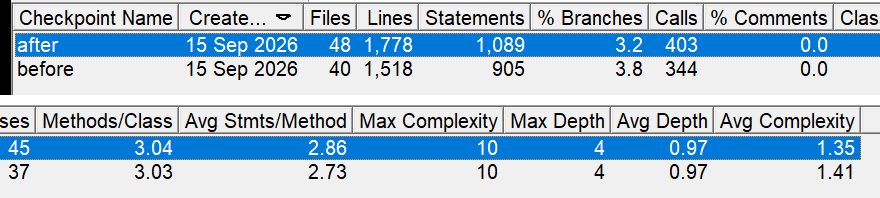 Checkpoint Name Create... Files Lines Statements % Branches Calls % Comments Clas
after 15 Sep 2026 48 1,778 1,089 3.2 403 0.0
before 15 Sep 2026 40 1,518 905 3.8 344 0.0
ses Methods/Class Avg Stmts/Method Max Complexity Max Depth Avg Depth Avg Complexity
45 3.04 2.86 10 4 0.97 1.35
37 3.03 2.73 10 4 0.97 1.41